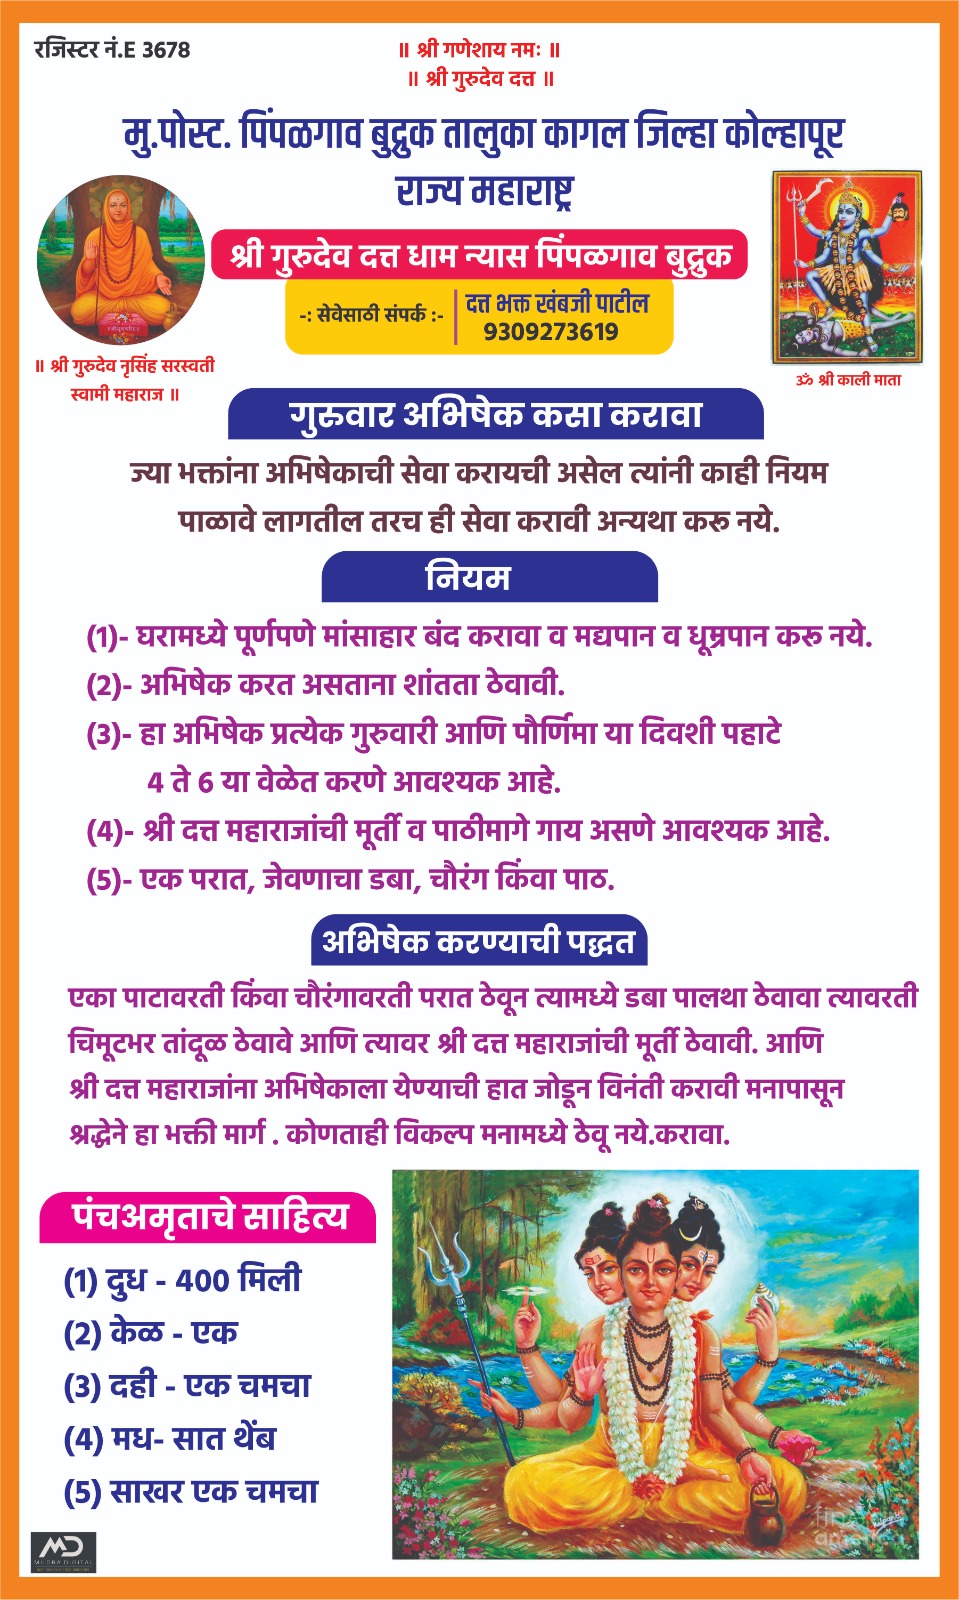 रजिस्टर नं.E 3678
॥ श्री गणेशाय नमः ॥
॥ श्री गुरुदेव दत्त ॥
मु.पोस्ट. पिंपळगाव बुद्रुक तालुका कागल जिल्हा कोल्हापूर
राज्य महाराष्ट्र
श्री गुरुदेव दत्त धाम न्यास पिंपळगाव बुद्रुक
-: सेवेसाठी संपर्क :-
दत्त भक्त खंबजी पाटील
9309273619
॥ श्री गुरुदेव नृसिंह सरस्वती
स्वामी महाराज ॥
ॐ श्री काली माता
गुरुवार अभिषेक कसा करावा
ज्या भक्तांना अभिषेकाची सेवा करायची असेल त्यांनी काही नियम
पाळावे लागतील तरच ही सेवा करावी अन्यथा करू नये.
नियम
(1)- घरामध्ये पूर्णपणे मांसाहार बंद करावा व मद्यपान व धूम्रपान करू नये.
(2)- अभिषेक करत असताना शांतता ठेवावी.
(3)- हा अभिषेक प्रत्येक गुरुवारी आणि पौर्णिमा या दिवशी पहाटे
4 ते 6 या वेळेत करणे आवश्यक आहे.
(4)- श्री दत्त महाराजांची मूर्ती व पाठीमागे गाय असणे आवश्यक आहे.
(5)- एक परात, जेवणाचा डबा, चौरंग किंवा पाठ.
अभिषेक करण्याची पद्धत
एका पाटावरती किंवा चौरंगावरती परात ठेवून त्यामध्ये डबा पालथा ठेवावा त्यावरती
चिमूटभर तांदूळ ठेवावे आणि त्यावर श्री दत्त महाराजांची मूर्ती ठेवावी. आणि
श्री दत्त महाराजांना अभिषेकाला येण्याची हात जोडून विनंती करावी मनापासून
श्रद्धेने हा भक्ती मार्ग . कोणताही विकल्प मनामध्ये ठेवू नये.करावा.
पंचअमृताचे साहित्य
(1) दुध - 400 मिली
(2) केळ - एक
(3) दही - एक चमचा
(4) मध- सात थेंब
(5) साखर एक चमचा
MD
MUDRA DIGITAL